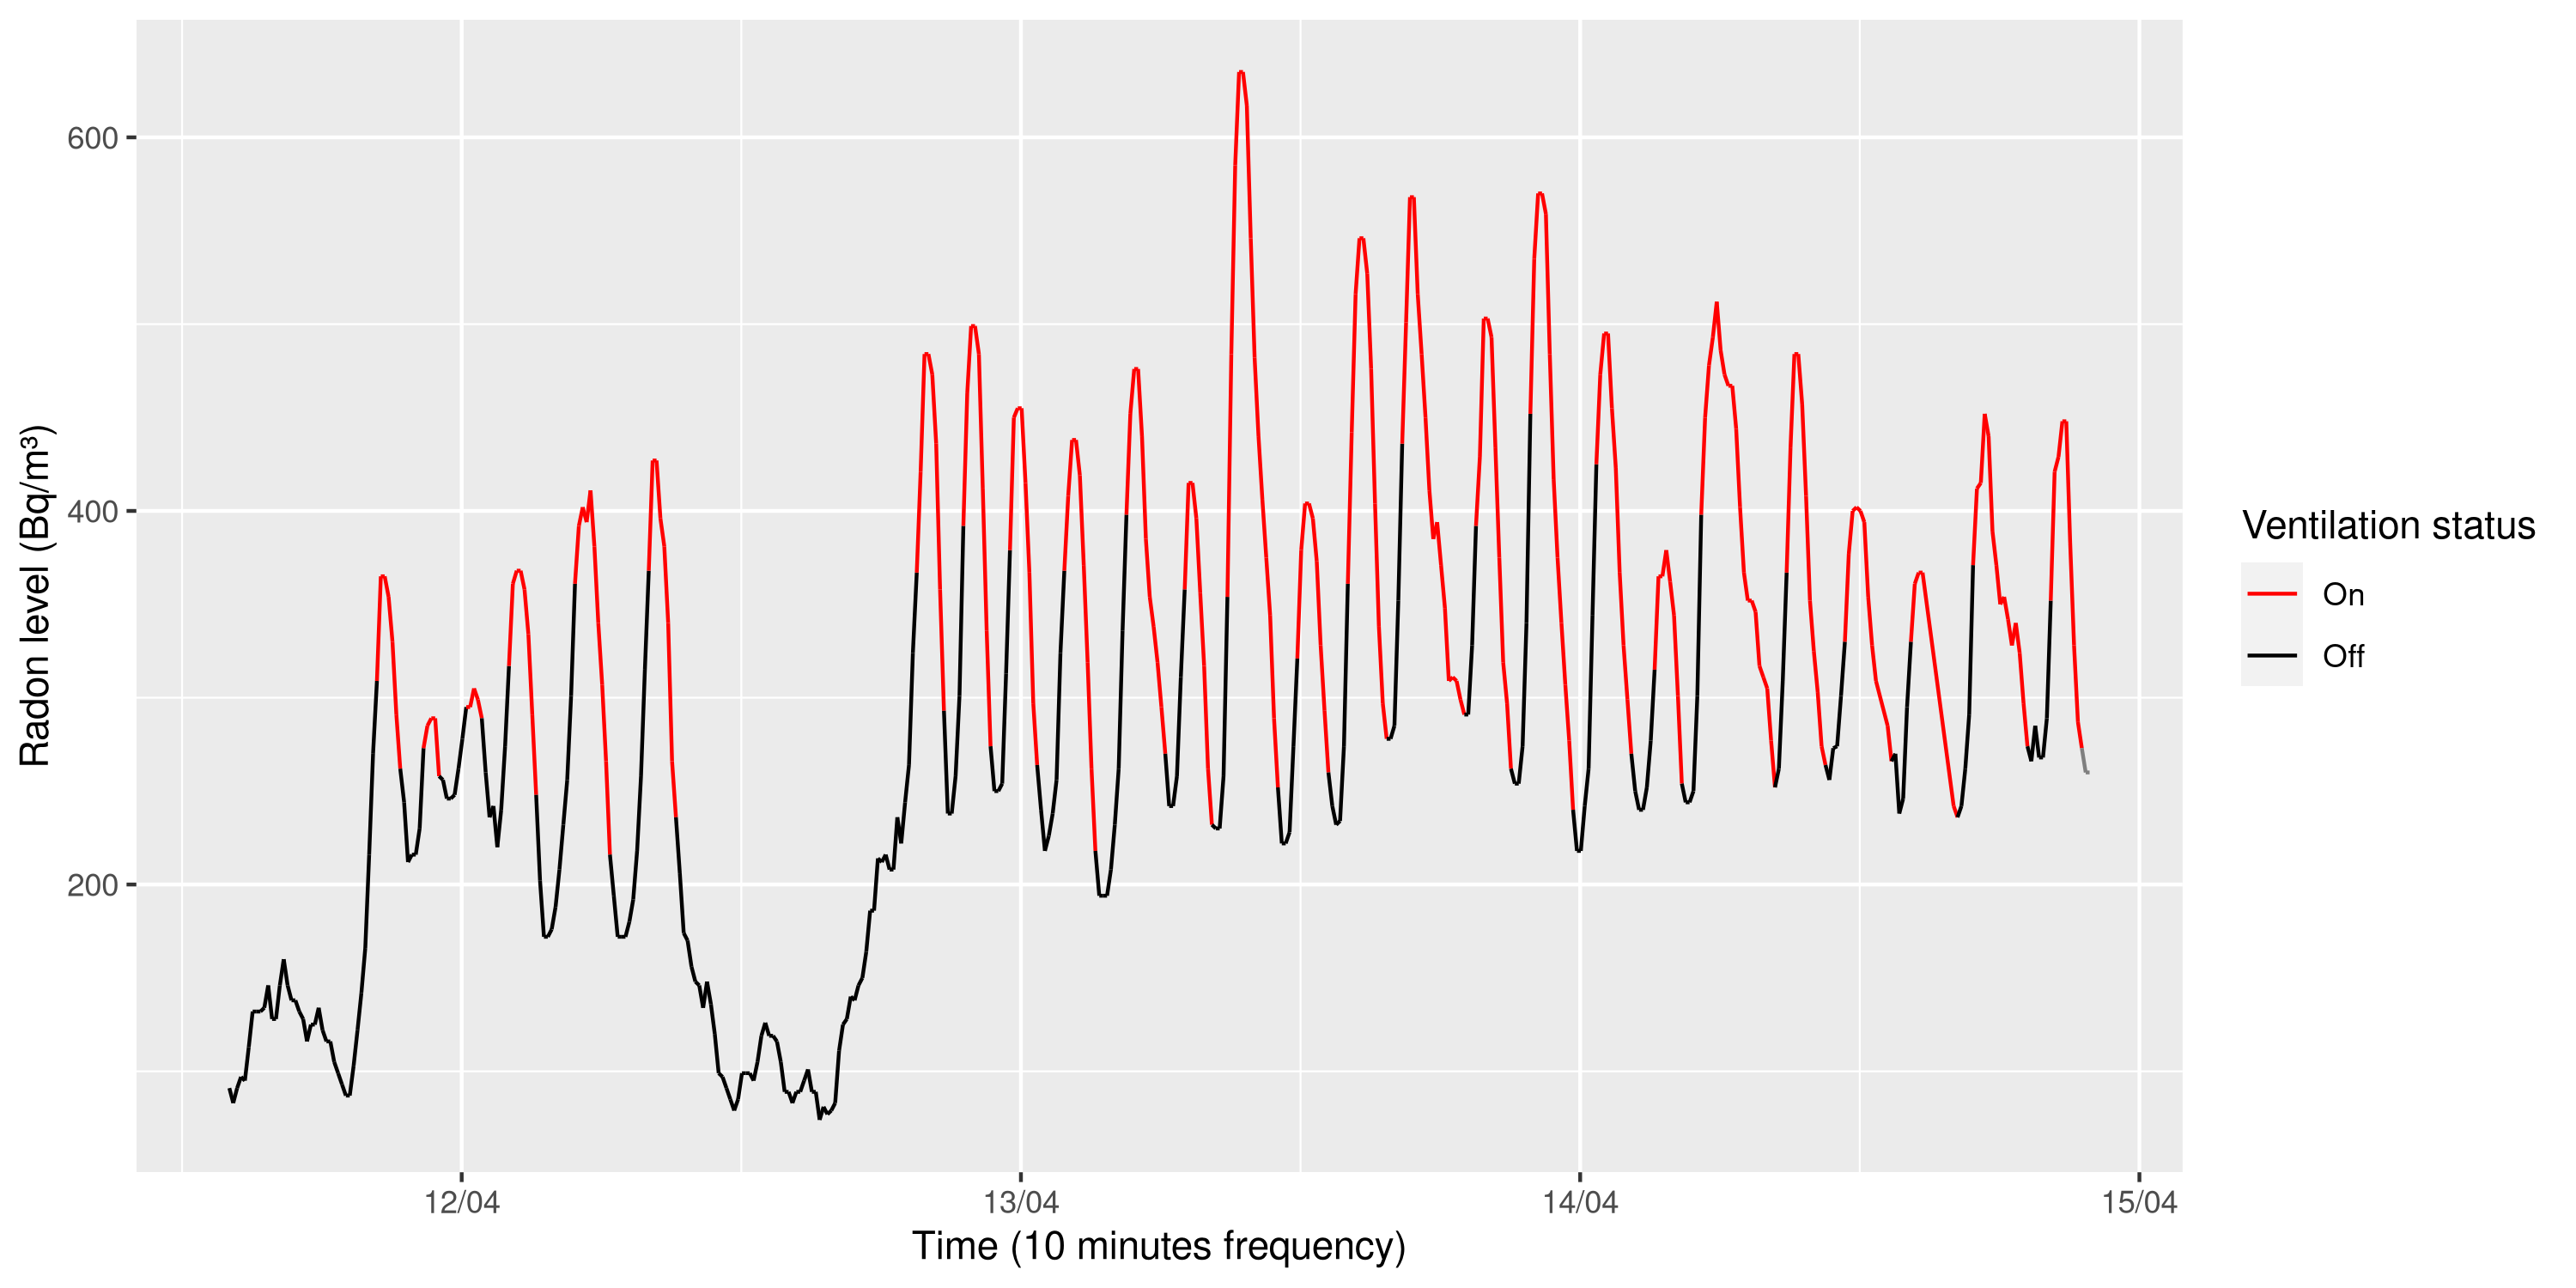 600
400
200
Radon level (Bq/m³)
12/04
13/04
14/04
15/04
Time (10 minutes frequency)
Ventilation status
On
Off